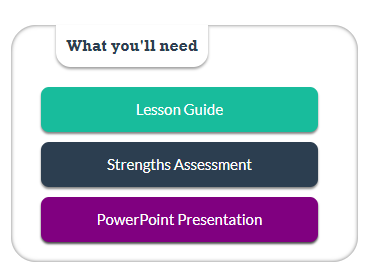 What you'll need
Lesson Guide
Strengths Assessment
PowerPoint Presentation